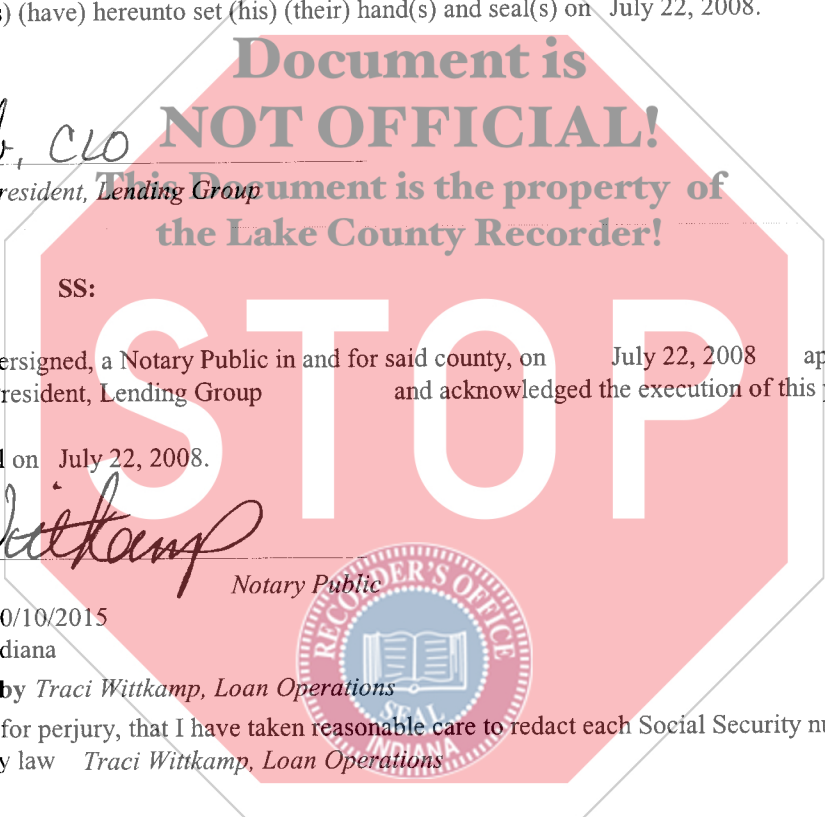 s) (have) hereunto set (his) (their) hand(s) and seal(s) on July 22, 2008.
Document is
NOT OFFICIAL!
, CLO
This Document is the property of
resident, Lending Group
the Lake County Recorder!
SS:
STOP
ersigned, a Notary Public in and for said county, on July 22, 2008 ap
resident, Lending Group and acknowledged the execution of this
on July 22, 2008.
Wittkamp
Notary Public
0/10/2015
diana
by Traci Wittkamp, Loan Operations
for perjury, that I have taken reasonable care to redact each Social Security nu
y law Traci Wittkamp, Loan Operations
RECORDER'S OFFICE
SEAL
INDIANA